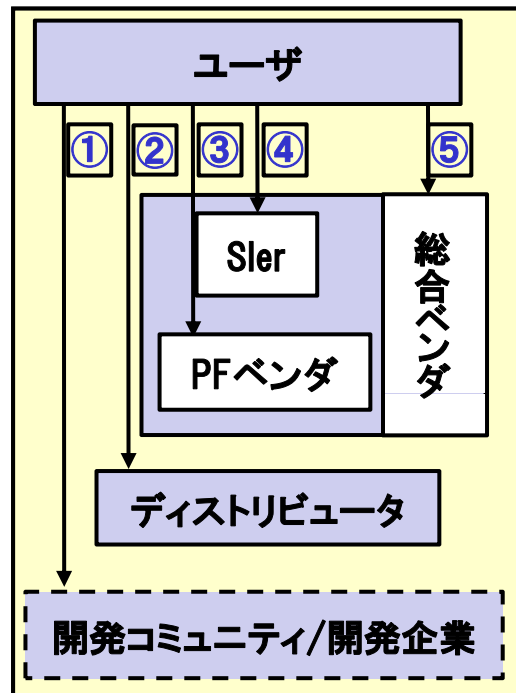 ユーザ
① ② ③ ④ ⑤
SIer
総合ベンダ
PFベンダ
ディストリビュータ
開発コミュニティ/開発企業